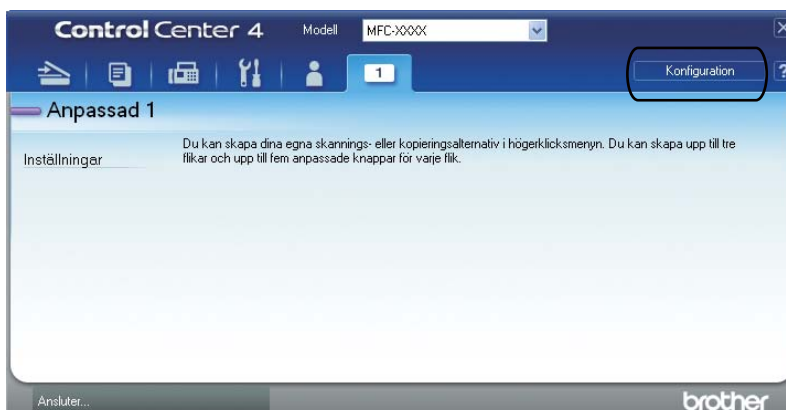 Control Center 4 Modell MFC-XXXX
1 Konfiguration ?
Anpassad 1
Inställningar
Du kan skapa dina egna skannings- eller kopieringsalternativ i högerklicksmenyn. Du kan skapa upp till tre
flikar och upp till fem anpassade knappar för varje flik.
Ansluter...
brother